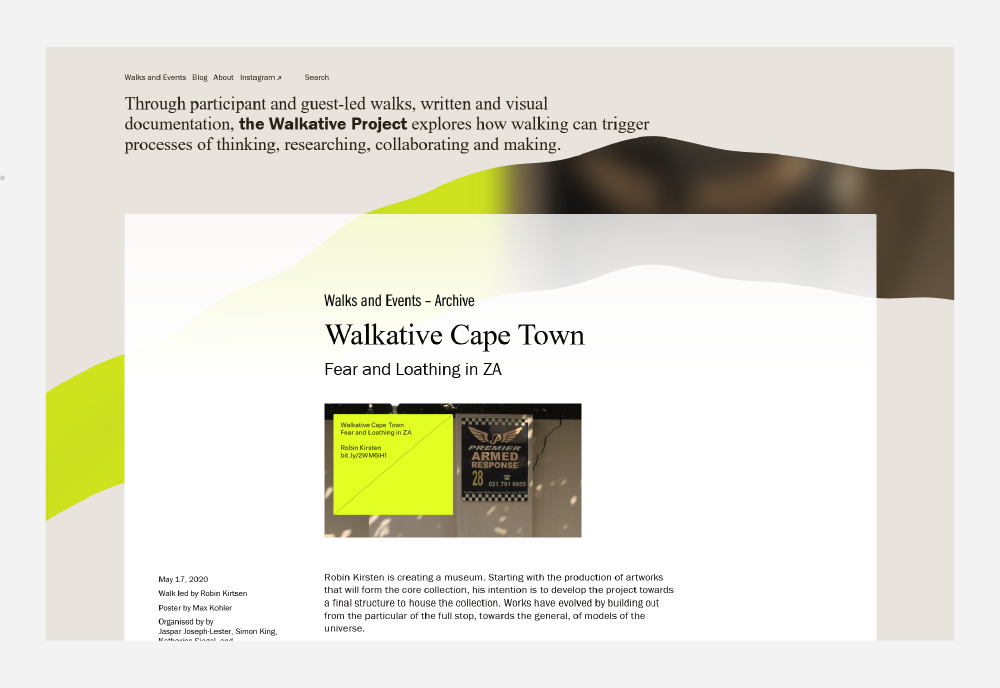 Walks and Events Blog About Instagram↗ Search
Through participant and guest-led walks, written and visual
documentation, the Walkative Project explores how walking can trigger
processes of thinking, researching, collaborating and making.
Walks and Events – Archive
Walkative Cape Town
Fear and Loathing in ZA
Walkative Cape Town
Fear and Loathing in ZA
Robin Kirsten
bit.ly/2WM6iH1
P
PREMIER
ARMED
RESPONSE
28
☎
021 701 9955
May 17, 2020
Walk led by Robin Kirtsen
Poster by Max Kohler
Organised by by
Jaspar Joseph-Lester, Simon King,
Robin Kirsten is creating a museum. Starting with the production of artworks
that will form the core collection, his intention is to develop the project towards
a final structure to house the collection. Works have evolved by building out
from the particular of the full stop, towards the general, of models of the
universe.